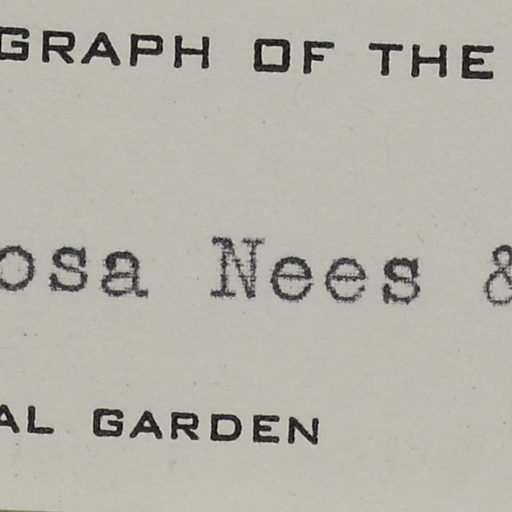 GRAPH OF THE
osa Nees &
AL GARDEN